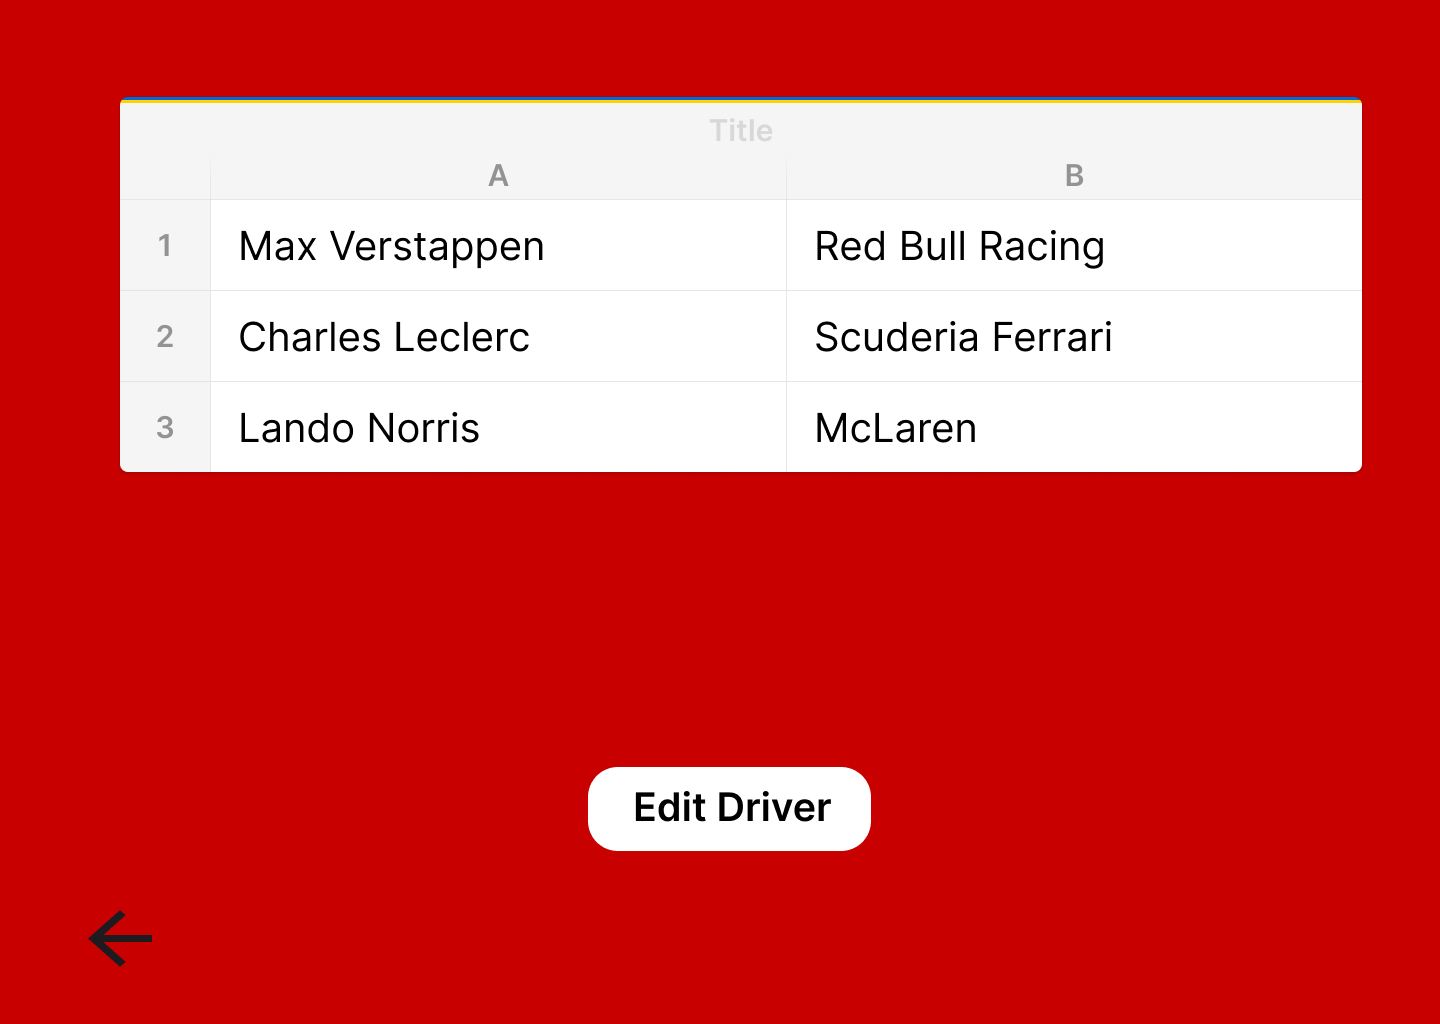 Title
A B
1 Max Verstappen Red Bull Racing
2 Charles Leclerc Scuderia Ferrari
3 Lando Norris McLaren
Edit Driver